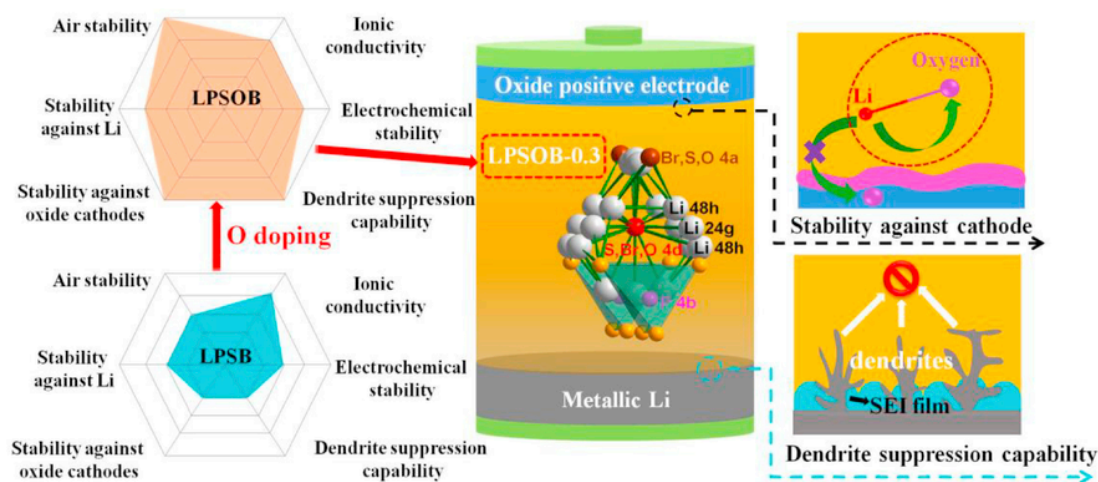 Air stability
Ionic
conductivity
LPSOB
Stability
against Li
Electrochemical
stability
Stability against
oxide cathodes
Dendrite suppression
capability
O doping
Air stability
Ionic
conductivity
LPSB
Stability
against Li
Electrochemical
stability
Stability against
oxide cathodes
Dendrite suppression
capability
Oxide positive electrode
LPSOB-0.3
Br,S,O 4a
Li 48h
Li 24g
Li 48h
S,Br,O 4d
P 4b
Metallic Li
Oxygen
Li
Stability against cathode
dendrites
SEI film
Dendrite suppression capability